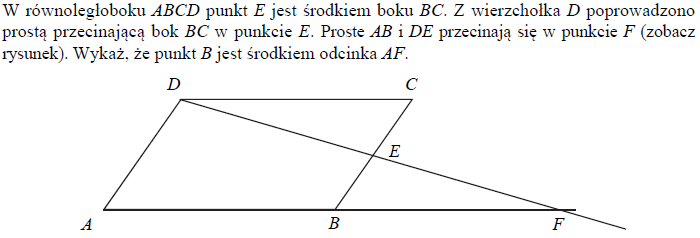 W równoległoboku ABCD punkt E jest środkiem boku BC. Z wierzchołka D poprowadzono
prostą przecinającą bok BC w punkcie E. Proste AB i DE przecinają się w punkcie F (zobacz
rysunek). Wykaż, że punkt B jest środkiem odcinka AF.
D C
E
A B F